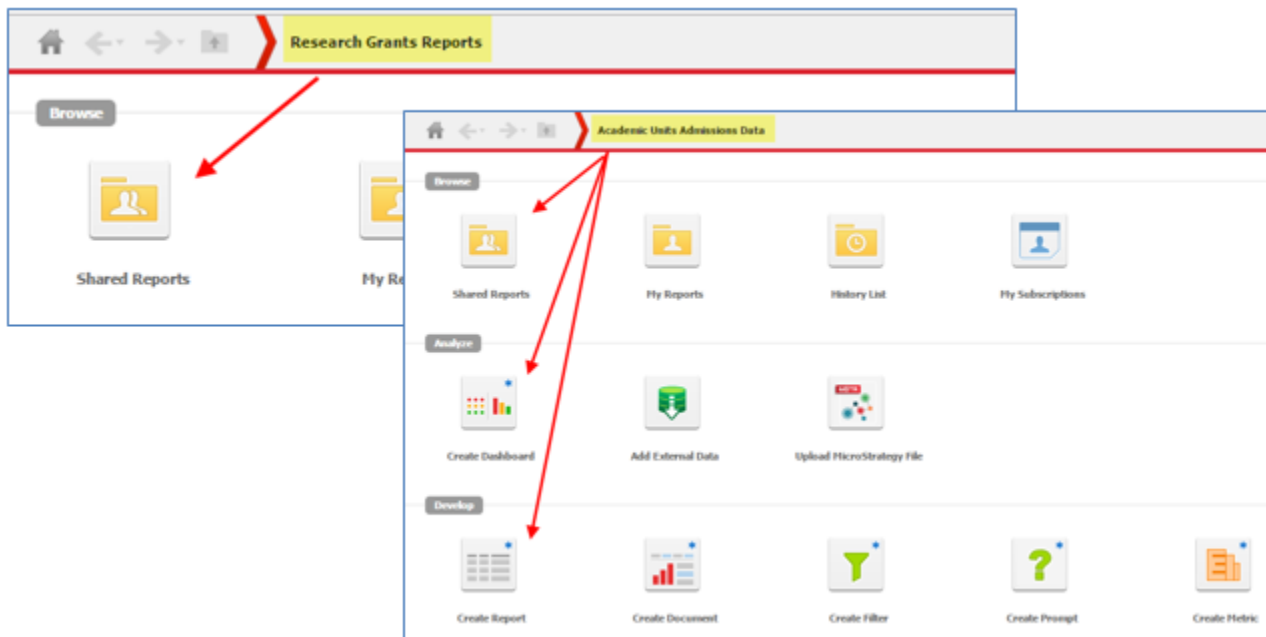 Research Grants Reports
Browse
Shared Reports
My Re
Academic Units Admissions Data
Browse
Shared Reports
My Reports
History List
My Subscriptions
Analyze
Create Dashboard
Add External Data
Upload MicroStrategy File
Develop
Create Report
Create Document
Create Filter
Create Prompt
Create Metric